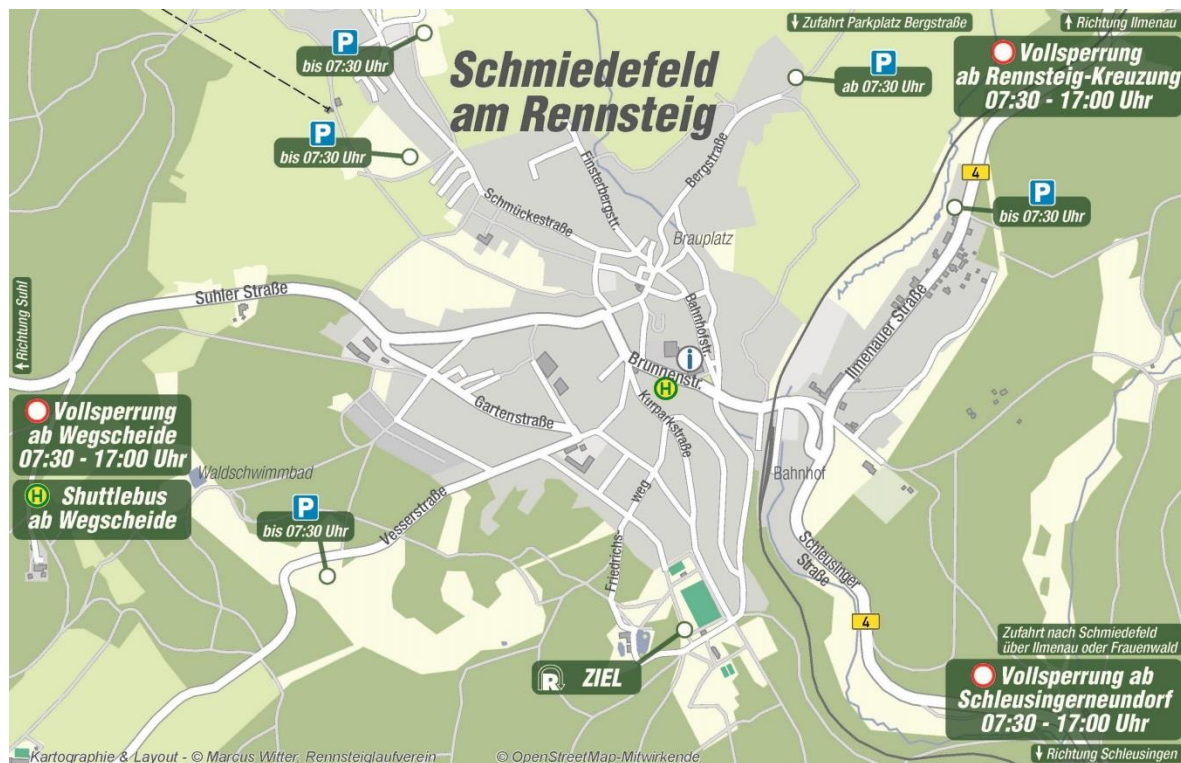 ↓ Zufahrt Parkplatz Bergstraße
↑ Richtung Ilmenau
P
bis 07:30 Uhr
Schmiedefeld
am Rennsteig
P
ab 07:30 Uhr
Vollsperrung
ab Rennsteig-Kreuzung
07:30 - 17:00 Uhr
P
bis 07:30 Uhr
Finsterbergstr.
Bergstraße
4
P
bis 07:30 Uhr
Schmückestraße
Brauplatz
Suhler Straße
↑ Richtung Suhl
Bahnhofstr.
Ilmenauer Straße
i
Brunnenstr.
H
Kurparkstraße
Gartenstraße
Vollsperrung
ab Wegscheide
07:30 - 17:00 Uhr
H Shuttlebus
ab Wegscheide
Waldschwimmbad
Bahnhof
P
bis 07:30 Uhr
Vesserstraße
Friedrichs-
weg
Schleusinger
Straße
4
Zufahrt nach Schmiedefeld
über Ilmenau oder Frauenwald
R ZIEL
Vollsperrung ab
Schleusingerneundorf
07:30 - 17:00 Uhr
↓ Richtung Schleusingen
Kartographie & Layout - © Marcus Witter, Rennsteiglaufverein
© OpenStreetMap-Mitwirkende